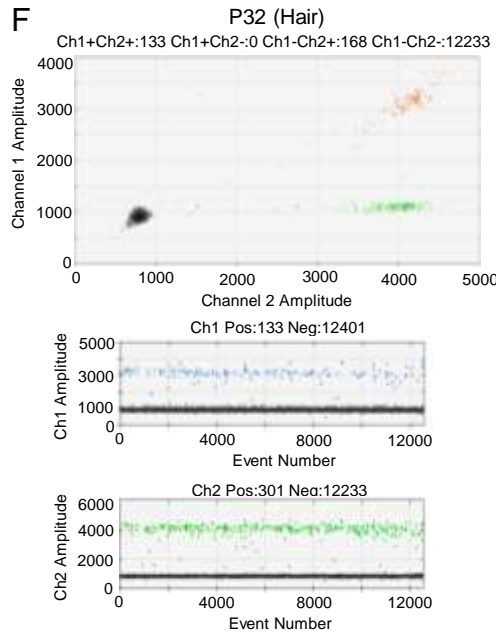 F
P32 (Hair)
Ch1+Ch2+:133 Ch1+Ch2-:0 Ch1-Ch2+:168 Ch1-Ch2-:12233
4000
3000
2000
1000
0
Channel 1 Amplitude
0 1000 2000 3000 4000 5000
Channel 2 Amplitude
Ch1 Pos:133 Neg:12401
5000
3000
1000
0
Ch1 Amplitude
0 4000 8000 12000
Event Number
Ch2 Pos:301 Neg:12233
6000
4000
2000
0
Ch2 Amplitude
0 4000 8000 12000
Event Number